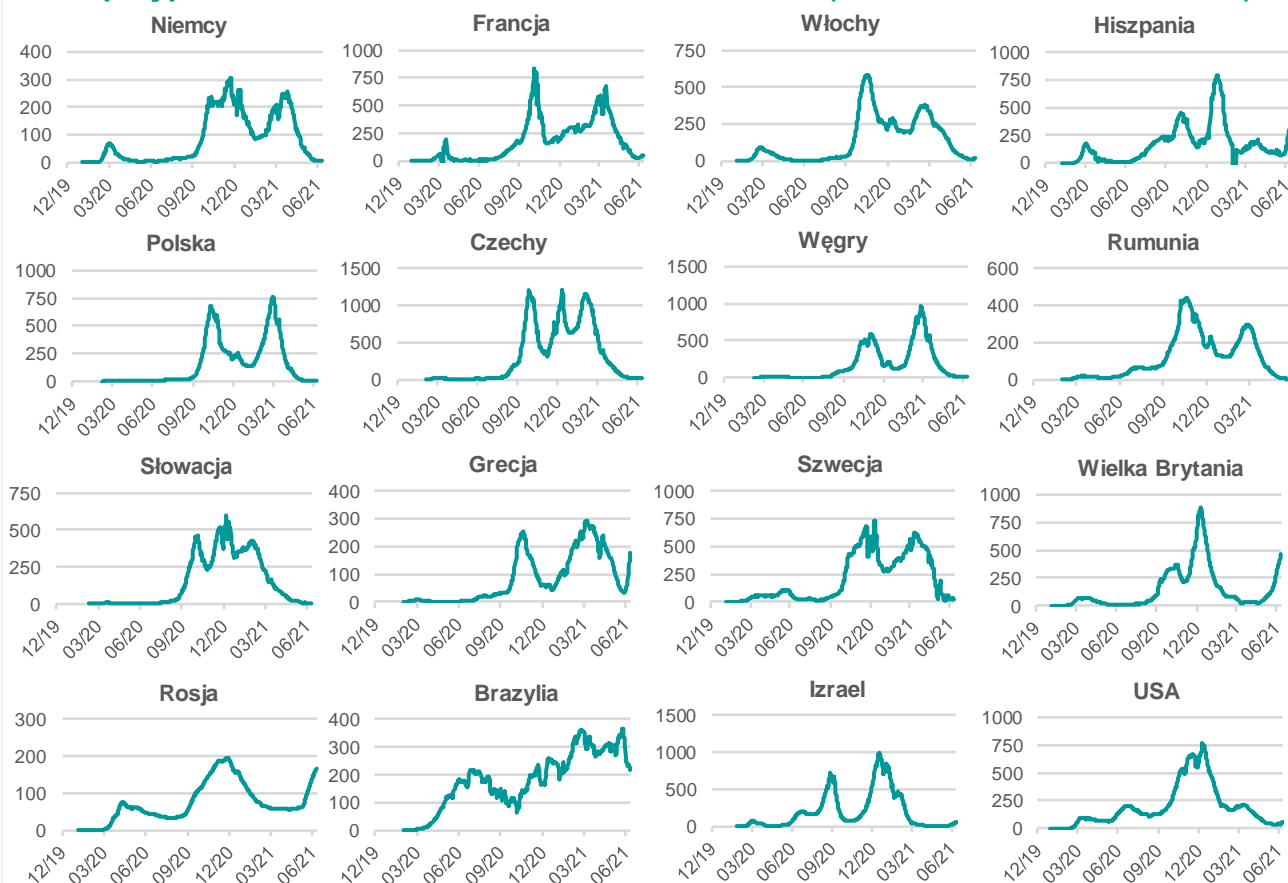 Niemcy Francja Włochy Hiszpania
400 1000 750 1000
300 750 500 750
200 500 250 500
100 250 0 250
0 0 0
12/19 03/20 06/20 09/20 12/20 03/21 06/21 12/19 03/20 06/20 09/20 12/20 03/21 06/21 12/19 03/20 06/20 09/20 12/20 03/21 06/21 12/19 03/20 06/20 09/20 12/20 03/21 06/21
Polska Czechy Węgry Rumunia
1000 1500 1500 600
750 1000 1000 400
500 500 500 200
250 0 0 0
0
12/19 03/20 06/20 09/20 12/20 03/21 06/21 12/19 03/20 06/20 09/20 12/20 03/21 06/21 12/19 03/20 06/20 09/20 12/20 03/21 06/21 12/19 03/20 06/20 09/20 12/20 03/21
Słowacja Grecja Szwecja Wielka Brytania
750 400 1000 1000
500 300 750 750
250 200 500 500
0 100 250 250
0 0 0
12/19 03/20 06/20 09/20 12/20 03/21 06/21 12/19 03/20 06/20 09/20 12/20 03/21 06/21 12/19 03/20 06/20 09/20 12/20 03/21 06/21 12/19 03/20 06/20 09/20 12/20 03/21 06/21
Rosja Brazylia Izrael USA
300 400 1500 1000
200 300 1000 750
100 200 500 500
0 100 0 250
0 0
12/19 03/20 06/20 09/20 12/20 03/21 06/21 12/19 03/20 06/20 09/20 12/20 03/21 06/21 12/19 03/20 06/20 09/20 12/20 03/21 06/21 12/19 03/20 06/20 09/20 12/20 03/21 06/21